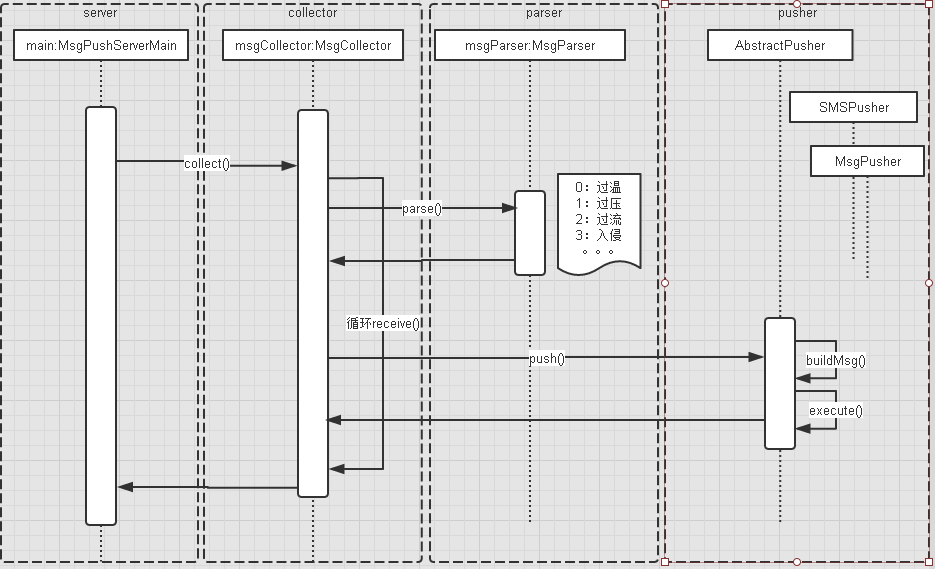 server
collector
parser
pusher
main:MsgPushServerMain
msgCollector:MsgCollector
msgParser:MsgParser
AbstractPusher
SMSPusher
MsgPusher
collect()
parse()
0：过温
1：过压
2：过流
3：入侵
。。。
循环receive()
push()
buildMsg()
execute()